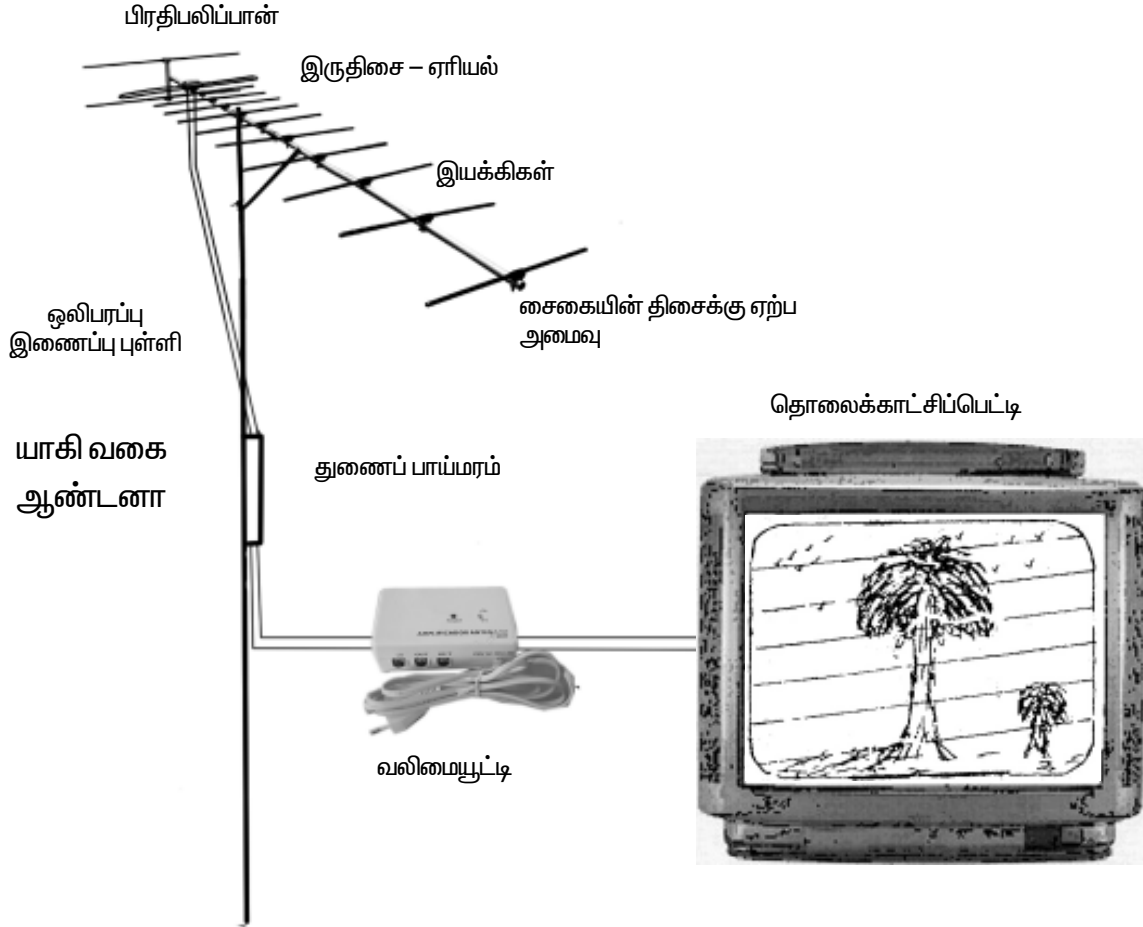 பிரதிபலிப்பான்
இருதிசை – ஏரியல்
இயக்கிகள்
சைகையின் திசைக்கு ஏற்ப
அமைவு
ஒலிபரப்பு
இணைப்பு புள்ளி
தொலைக்காட்சிப்பெட்டி
யாகி வகை
ஆண்டனா
துணைப் பாய்மரம்
வலிமையூட்டி